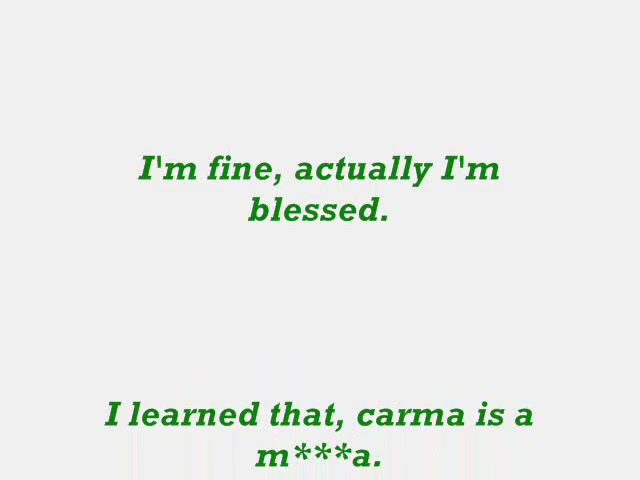 I'm fine, actually I'm
blessed.
I learned that, carma is a
m***a.